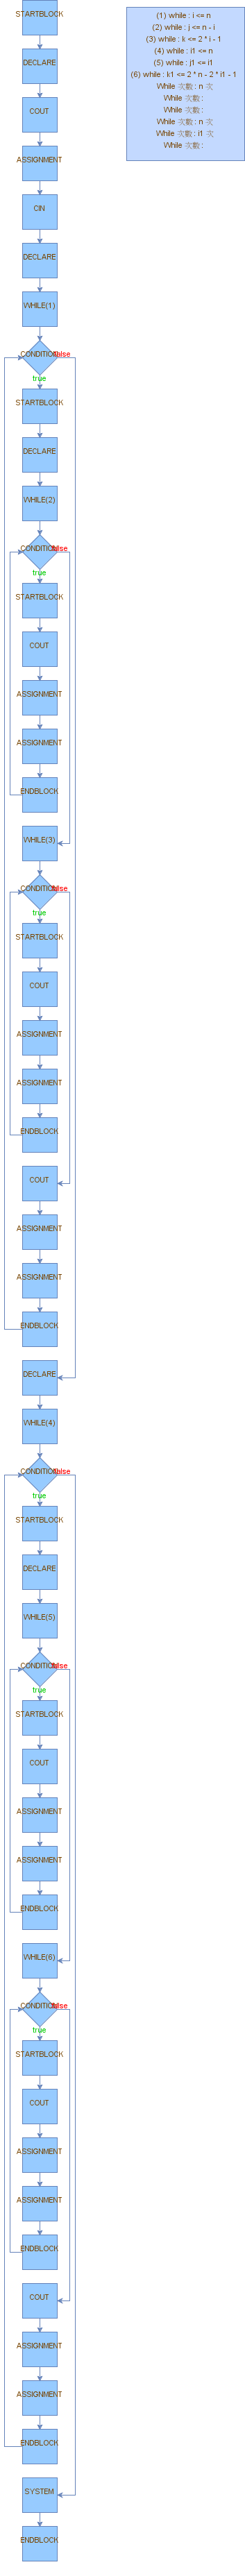 STARTBLOCK
DECLARE
COUT
ASSIGNMENT
CIN
DECLARE
WHILE(1)
CONDITION false
true
STARTBLOCK
DECLARE
WHILE(2)
CONDITION false
true
STARTBLOCK
COUT
ASSIGNMENT
ASSIGNMENT
ENDBLOCK
WHILE(3)
CONDITION false
true
STARTBLOCK
COUT
ASSIGNMENT
ASSIGNMENT
ENDBLOCK
COUT
ASSIGNMENT
ASSIGNMENT
ENDBLOCK
DECLARE
WHILE(4)
CONDITION false
true
STARTBLOCK
DECLARE
WHILE(5)
CONDITION false
true
STARTBLOCK
COUT
ASSIGNMENT
ASSIGNMENT
ENDBLOCK
WHILE(6)
CONDITION false
true
STARTBLOCK
COUT
ASSIGNMENT
ASSIGNMENT
ENDBLOCK
COUT
ASSIGNMENT
ASSIGNMENT
ENDBLOCK
SYSTEM
ENDBLOCK
(1) while : i <= n
(2) while : j <= n - i
(3) while : k <= 2 * i - 1
(4) while : i1 <= n
(5) while : j1 <= i1
(6) while : k1 <= 2 * n - 2 * i1 - 1
While 次數 : n 次
While 次數 :
While 次數 :
While 次數 : n 次
While 次數 : i1 次
While 次數 :